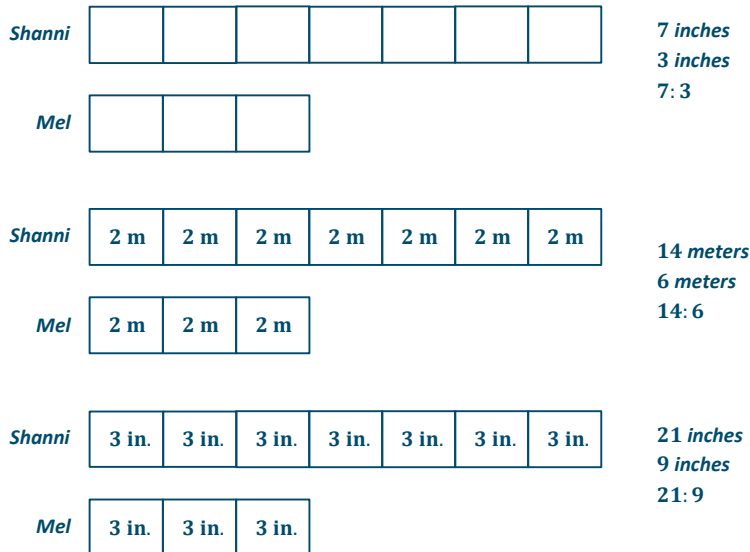 Shanni
7 inches
3 inches
7: 3
Mel
Shanni
2 m 2 m 2 m 2 m 2 m 2 m 2 m
14 meters
6 meters
14: 6
Mel
2 m 2 m 2 m
Shanni
3 in. 3 in. 3 in. 3 in. 3 in. 3 in. 3 in.
21 inches
9 inches
21: 9
Mel
3 in. 3 in. 3 in.